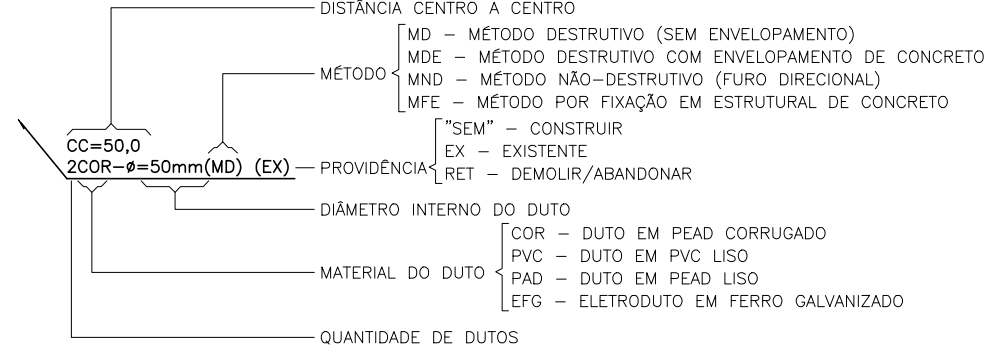 DISTÂNCIA CENTRO A CENTRO
MD – MÉTODO DESTRUTIVO (SEM ENVELOPAMENTO)
MDE – MÉTODO DESTRUTIVO COM ENVELOPAMENTO DE CONCRETO
MÉTODO
MND – MÉTODO NÃO–DESTRUTIVO (FURO DIRECIONAL)
MFE – MÉTODO POR FIXAÇÃO EM ESTRUTURAL DE CONCRETO
CC=50,0
2COR–ø=50mm(MD) (EX)
PROVIDÊNCIA
"SEM" – CONSTRUIR
EX – EXISTENTE
RET – DEMOLIR/ABANDONAR
DIÂMETRO INTERNO DO DUTO
MATERIAL DO DUTO
COR – DUTO EM PEAD CORRUGADO
PVC – DUTO EM PVC LISO
PAD – DUTO EM PEAD LISO
EFG – ELETRODUTO EM FERRO GALVANIZADO
QUANTIDADE DE DUTOS